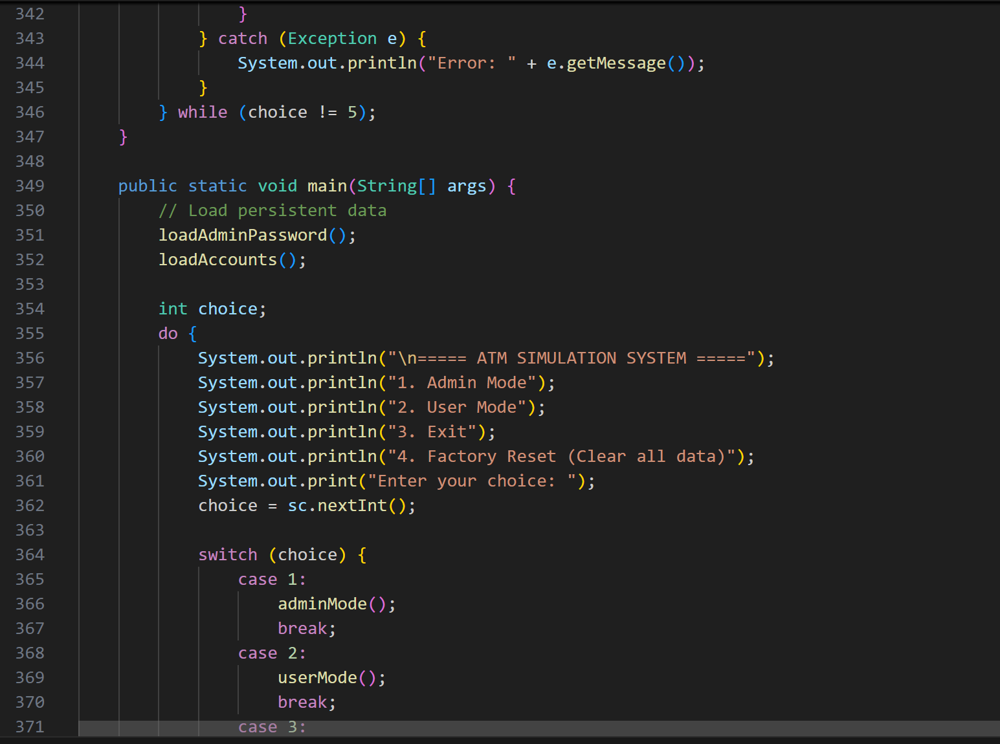 342                    }
343                } catch (Exception e) {
344                    System.out.println("Error: " + e.getMessage());
345                }
346            } while (choice != 5);
347        }
348
349        public static void main(String[] args) {
350            // Load persistent data
351            loadAdminPassword();
352            loadAccounts();
353
354            int choice;
355            do {
356                System.out.println("\n===== ATM SIMULATION SYSTEM =====");
357                System.out.println("1. Admin Mode");
358                System.out.println("2. User Mode");
359                System.out.println("3. Exit");
360                System.out.println("4. Factory Reset (Clear all data)");
361                System.out.print("Enter your choice: ");
362                choice = sc.nextInt();
363
364                switch (choice) {
365                    case 1:
366                        adminMode();
367                        break;
368                    case 2:
369                        userMode();
370                        break;
371                    case 3: